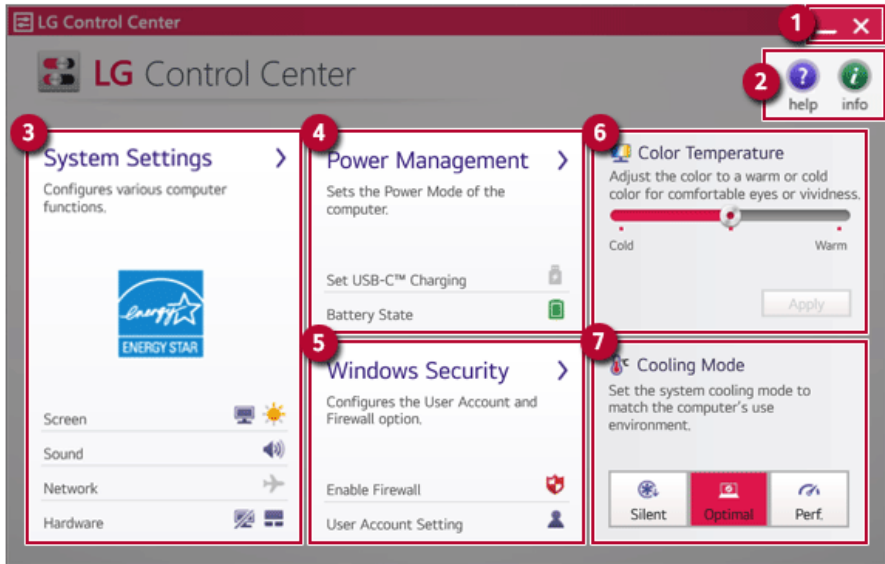 LG Control Center
1
LG Control Center
2
help
info
3
System Settings
Configures various computer
functions.
energy
ENERGY STAR
Screen
Sound
Network
Hardware
4
Power Management
Sets the Power Mode of the
computer.
Set USB-C™ Charging
Battery State
5
Windows Security
Configures the User Account and
Firewall option.
Enable Firewall
User Account Setting
6
Color Temperature
Adjust the color to a warm or cold
color for comfortable eyes or vividness.
Cold
Warm
Apply
7
Cooling Mode
Set the system cooling mode to
match the computer's use
environment.
Silent
Optimal
Perf.